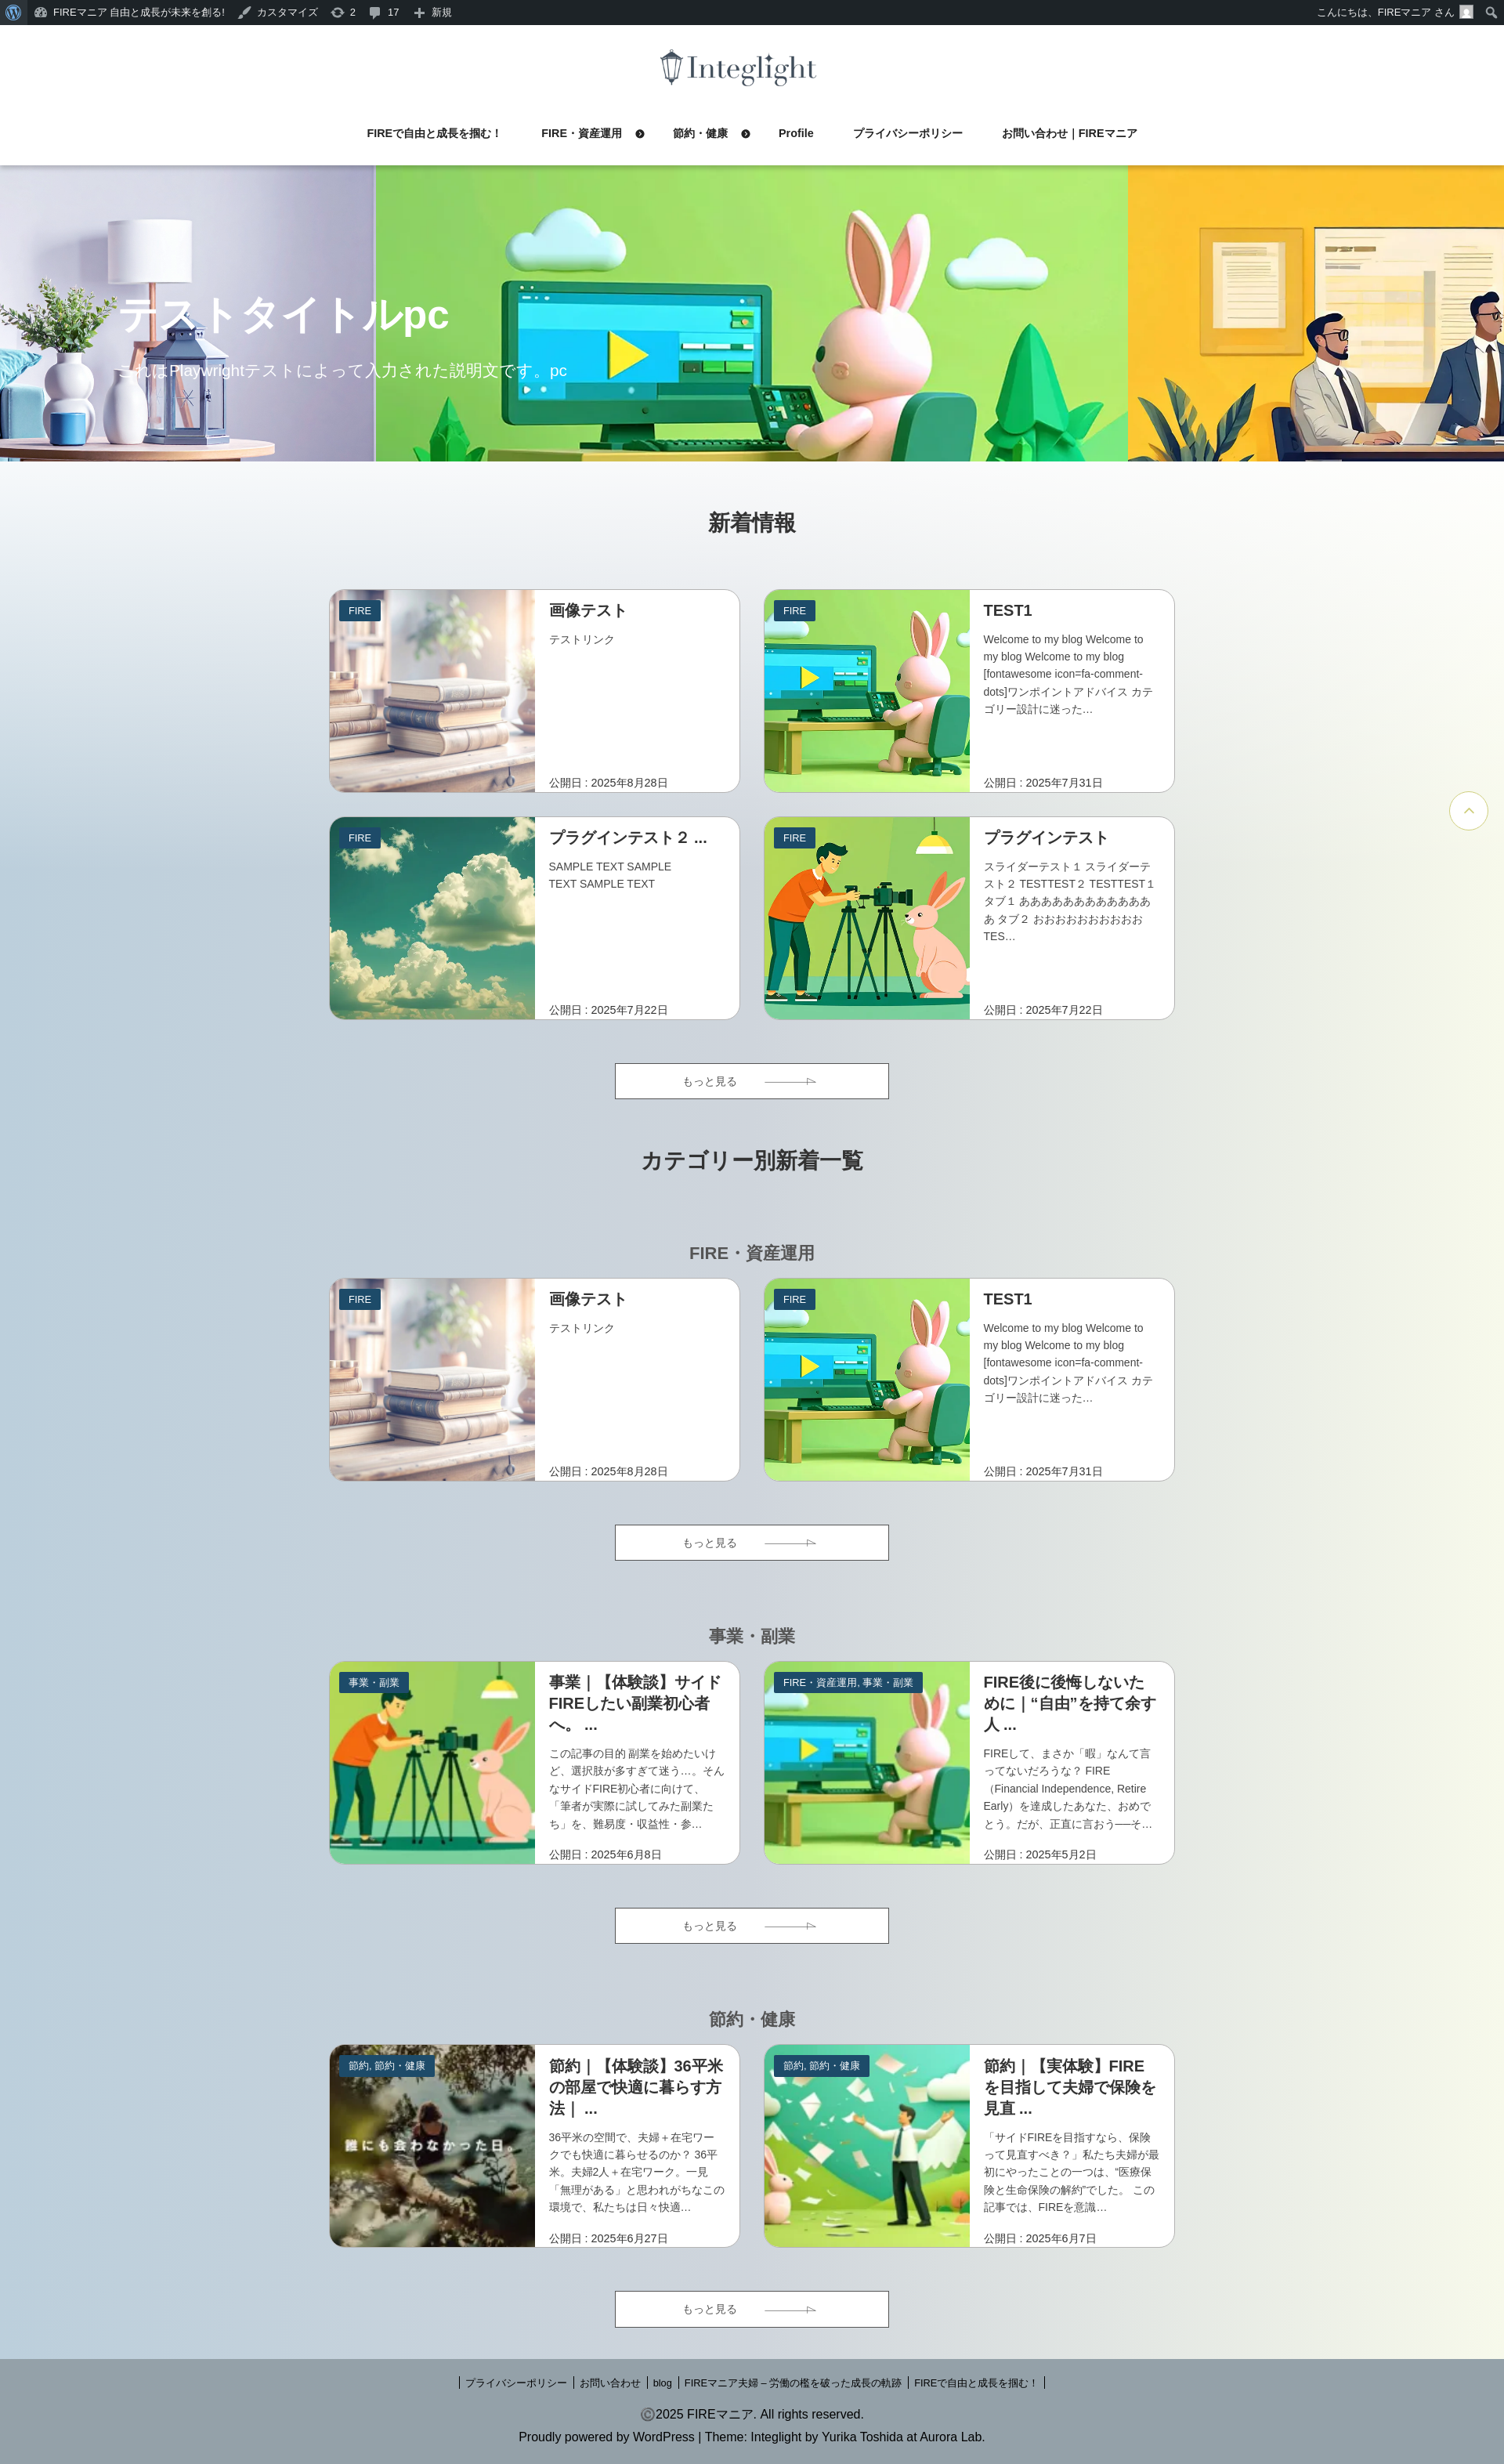 FIREマニア 自由と成長が未来を創る! カスタマイズ 2 17 新規 こんにちは、FIREマニア さん
Integlight
FIREで自由と成長を掴む！ FIRE・資産運用 節約・健康 Profile プライバシーポリシー お問い合わせ｜FIREマニア
テストタイトルpc
これはPlaywrightテストによって入力された説明文です。pc
新着情報
FIRE
画像テスト
テストリンク
公開日 : 2025年8月28日
FIRE
TEST1
Welcome to my blog Welcome to
my blog Welcome to my blog
[fontawesome icon=fa-comment-
dots]ワンポイントアドバイス カテ
ゴリー設計に迷った…
公開日 : 2025年7月31日
FIRE
プラグインテスト２ ...
SAMPLE TEXT SAMPLE
TEXT SAMPLE TEXT
公開日 : 2025年7月22日
FIRE
プラグインテスト
スライダーテスト１ スライダーテ
スト２ TESTTEST２ TESTTEST１
タブ１ ああああああああああああ
あ タブ２ おおおおおおおおおお
TES…
公開日 : 2025年7月22日
もっと見る
カテゴリー別新着一覧
FIRE・資産運用
FIRE
画像テスト
テストリンク
公開日 : 2025年8月28日
FIRE
TEST1
Welcome to my blog Welcome to
my blog Welcome to my blog
[fontawesome icon=fa-comment-
dots]ワンポイントアドバイス カテ
ゴリー設計に迷った…
公開日 : 2025年7月31日
もっと見る
事業・副業
事業・副業
事業｜【体験談】サイド
FIREしたい副業初心者
へ。 ...
この記事の目的 副業を始めたいけ
ど、選択肢が多すぎて迷う…。そん
なサイドFIRE初心者に向けて、
「筆者が実際に試してみた副業た
ち」を、難易度・収益性・参…
公開日 : 2025年6月8日
FIRE・資産運用, 事業・副業
FIRE後に後悔しないた
めに｜“自由”を持て余す
人 ...
FIREして、まさか「暇」なんて言
ってないだろうな？ FIRE
（Financial Independence, Retire
Early）を達成したあなた、おめで
とう。だが、正直に言おう──そ…
公開日 : 2025年5月2日
もっと見る
節約・健康
節約, 節約・健康
誰にも会わなかった日。
節約｜【体験談】36平米
の部屋で快適に暮らす方
法｜ ...
36平米の空間で、夫婦＋在宅ワー
クでも快適に暮らせるのか？ 36平
米。夫婦2人＋在宅ワーク。一見
「無理がある」と思われがちなこの
環境で、私たちは日々快適…
公開日 : 2025年6月27日
節約, 節約・健康
節約｜【実体験】FIRE
を目指して夫婦で保険を
見直 ...
「サイドFIREを目指すなら、保険
って見直すべき？」私たち夫婦が最
初にやったことの一つは、“医療保
険と生命保険の解約”でした。 この
記事では、FIREを意識…
公開日 : 2025年6月7日
もっと見る
プライバシーポリシー お問い合わせ blog FIREマニア夫婦 – 労働の檻を破った成長の軌跡 FIREで自由と成長を掴む！
©2025 FIREマニア. All rights reserved.
Proudly powered by WordPress | Theme: Integlight by Yurika Toshida at Aurora Lab.